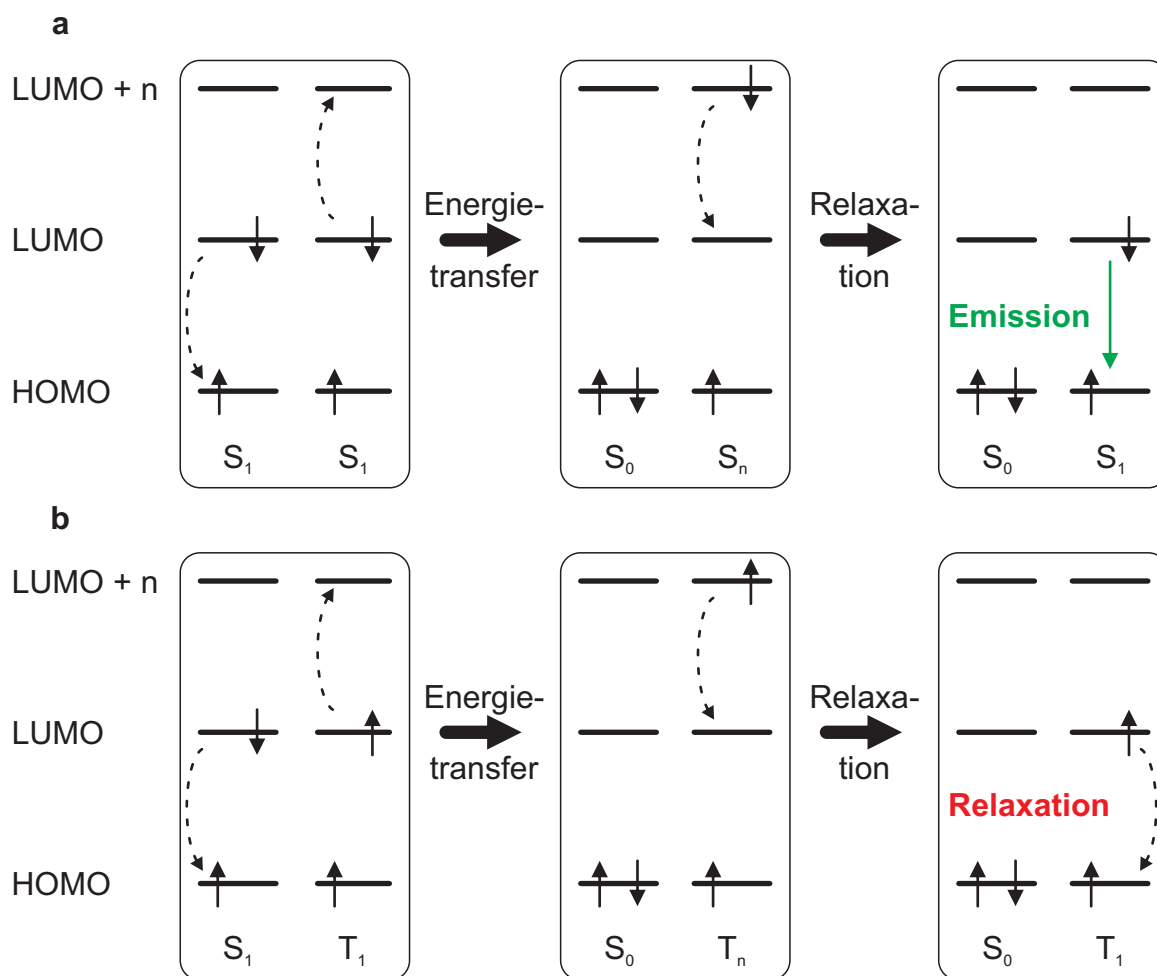 a
LUMO + n
LUMO
HOMO
S₁ S₁
Energie-
transfer
S₀ Sₙ
Relaxa-
tion
Emission
S₀ S₁
b
LUMO + n
LUMO
HOMO
S₁ T₁
Energie-
transfer
S₀ Tₙ
Relaxa-
tion
Relaxation
S₀ T₁